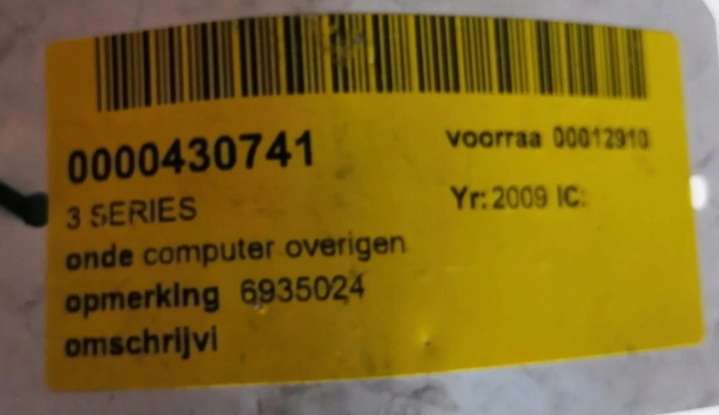 0000430741
voorraa 00012910
3 SERIES
Yr: 2009 IC:
onde computer overigen
opmerking 6935024
omschrijvi